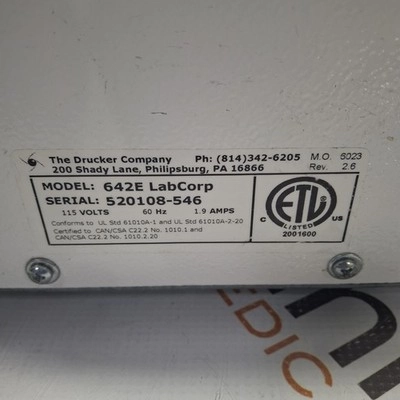 The Drucker Company Ph: (814)342-6205 M.O. 6023
200 Shady Lane, Philipsburg, PA 16866 Rev. 2.6
MODEL: 642E LabCorp
SERIAL: 520108-546
115 VOLTS 60 Hz 1.9 AMPS
Conforms to UL Std 61010A-1 and UL Std 61010A-2-20
Certified to CAN/CSA C22.2 No. 1010.1 and
CAN/CSA C22.2 No. 1010.2.20
ETL
C US
LISTED
2001600
EDIC